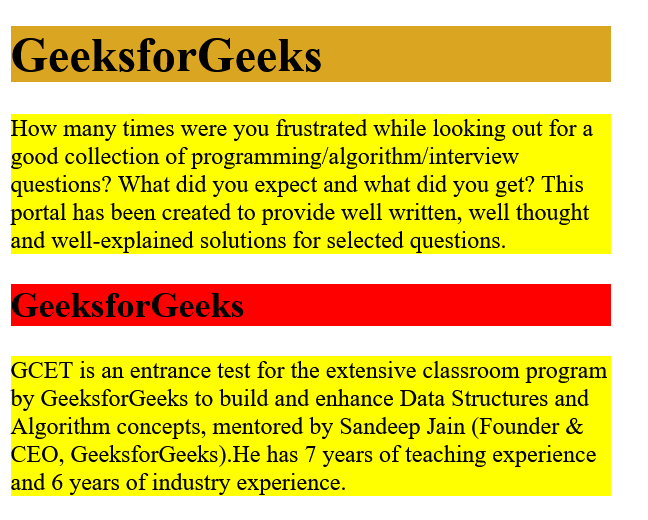 GeeksforGeeks
How many times were you frustrated while looking out for a
good collection of programming/algorithm/interview
questions? What did you expect and what did you get? This
portal has been created to provide well written, well thought
and well-explained solutions for selected questions.
GeeksforGeeks
GCET is an entrance test for the extensive classroom program
by GeeksforGeeks to build and enhance Data Structures and
Algorithm concepts, mentored by Sandeep Jain (Founder &
CEO, GeeksforGeeks).He has 7 years of teaching experience
and 6 years of industry experience.